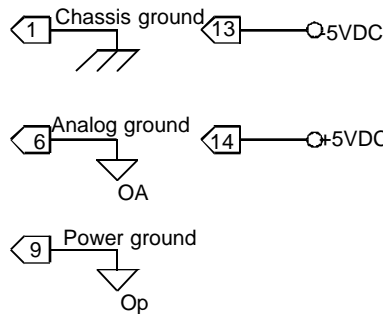 Chassis ground
1
13
-5VDC
Analog ground
6
14
+5VDC
OA
Power ground
9
Op